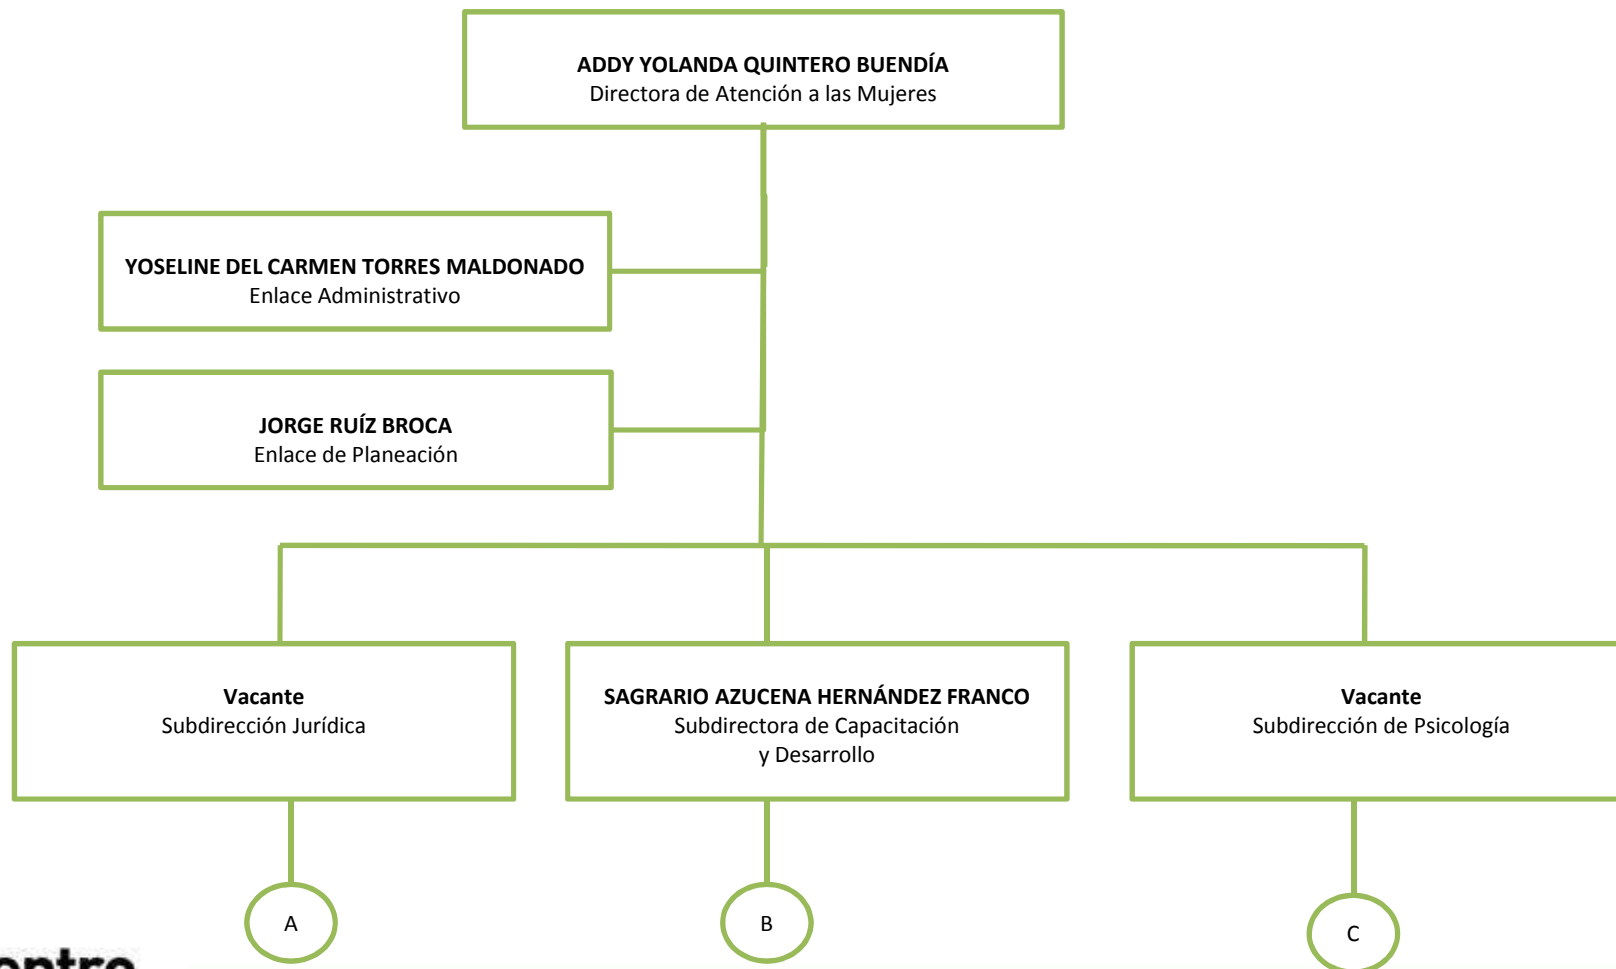 ADDY YOLANDA QUINTERO BUENDÍA
Directora de Atención a las Mujeres
YOSELINE DEL CARMEN TORRES MALDONADO
Enlace Administrativo
JORGE RUÍZ BROCA
Enlace de Planeación
Vacante
Subdirección Jurídica
SAGRARIO AZUCENA HERNÁNDEZ FRANCO
Subdirectora de Capacitación
y Desarrollo
Vacante
Subdirección de Psicología
A
B
C